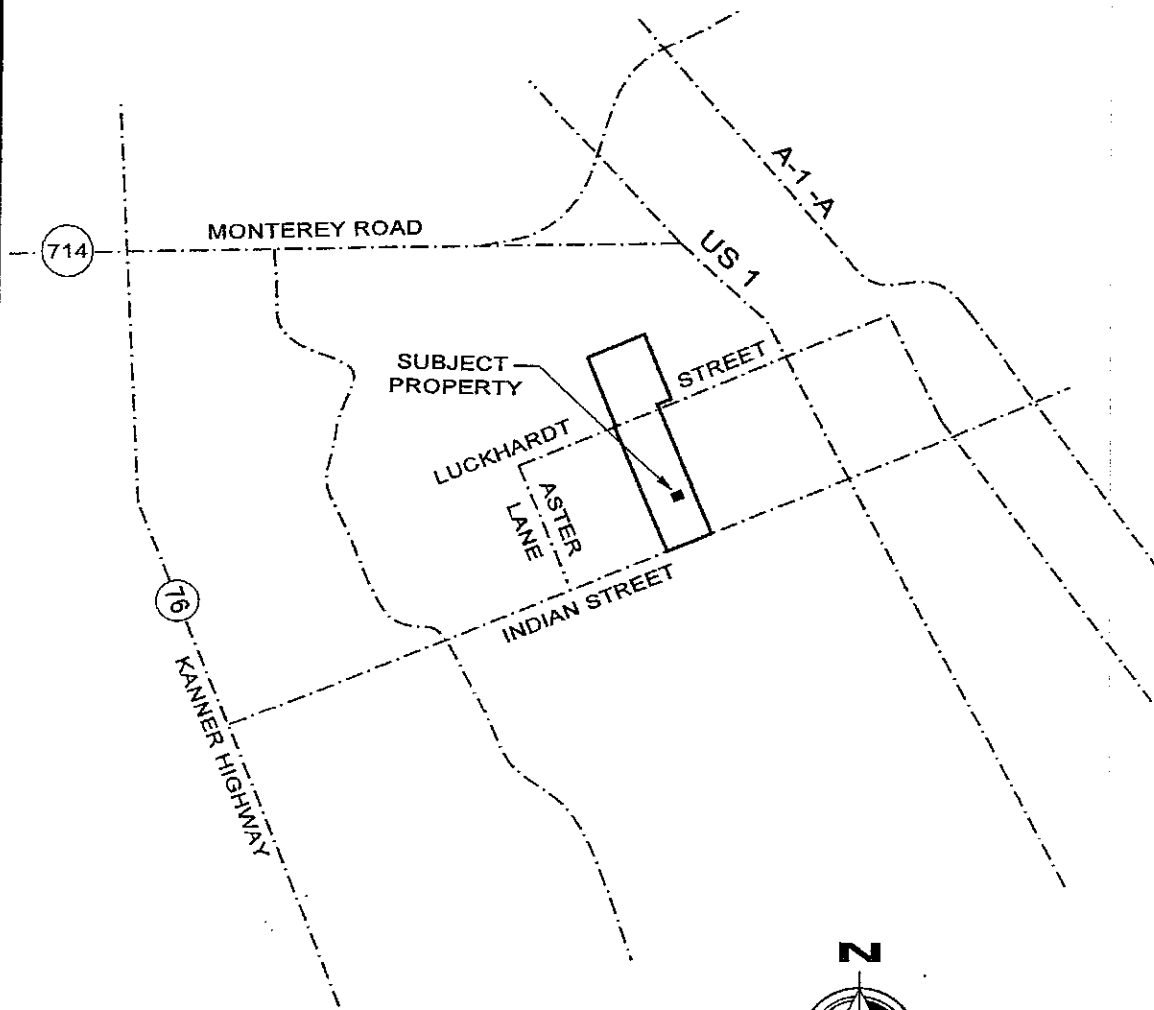 A-1-A
MONTEREY ROAD
714
US 1
SUBJECT
PROPERTY
LUCKHARDT STREET
ASTER
LANE
INDIAN STREET
76
KANNER HIGHWAY
N